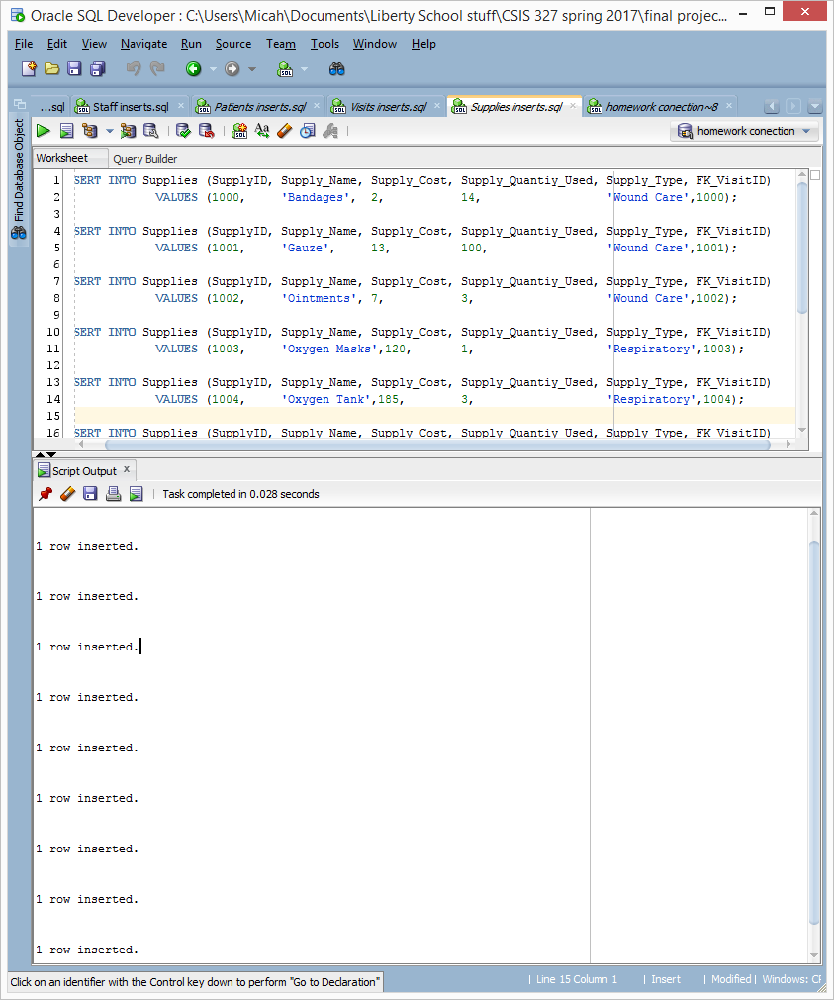 Oracle SQL Developer : C:\Users\Micah\Documents\Liberty School stuff\CSIS 327 spring 2017\final projec...
File Edit View Navigate Run Source Team Tools Window Help
...sql Staff inserts.sql Patients inserts.sql Visits inserts.sql Supplies inserts.sql homework conection~8
Find Database Object
homework conection
Worksheet Query Builder
1 SERT INTO Supplies (SupplyID, Supply_Name, Supply_Cost, Supply_Quantiy_Used, Supply_Type, FK_VisitID)
2 VALUES (1000, 'Bandages', 2, 14, 'Wound Care',1000);
3
4 SERT INTO Supplies (SupplyID, Supply_Name, Supply_Cost, Supply_Quantiy_Used, Supply_Type, FK_VisitID)
5 VALUES (1001, 'Gauze', 13, 100, 'Wound Care',1001);
6
7 SERT INTO Supplies (SupplyID, Supply_Name, Supply_Cost, Supply_Quantiy_Used, Supply_Type, FK_VisitID)
8 VALUES (1002, 'Ointments', 7, 3, 'Wound Care',1002);
9
10 SERT INTO Supplies (SupplyID, Supply_Name, Supply_Cost, Supply_Quantiy_Used, Supply_Type, FK_VisitID)
11 VALUES (1003, 'Oxygen Masks',120, 1, 'Respiratory',1003);
12
13 SERT INTO Supplies (SupplyID, Supply_Name, Supply_Cost, Supply_Quantiy_Used, Supply_Type, FK_VisitID)
14 VALUES (1004, 'Oxygen Tank',185, 3, 'Respiratory',1004);
15
16 SERT INTO Supplies (SupplyID, Supply_Name, Supply_Cost, Supply_Quantiy_Used, Supply_Type, FK_VisitID)
Script Output
Task completed in 0.028 seconds
1 row inserted.
1 row inserted.
1 row inserted.
1 row inserted.
1 row inserted.
1 row inserted.
1 row inserted.
1 row inserted.
1 row inserted.
Click on an identifier with the Control key down to perform "Go to Declaration" | Line 15 Column 1 | Insert | Modified | Windows: CF